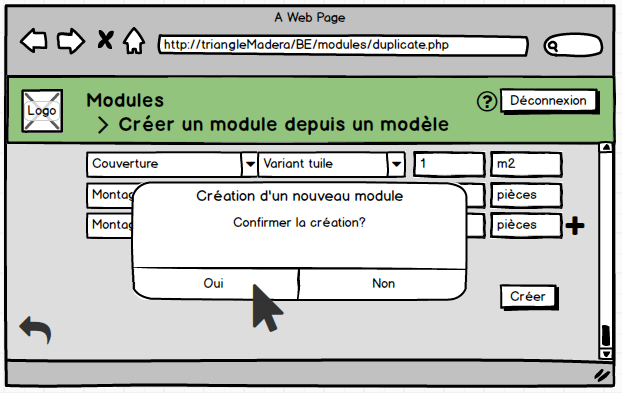 A Web Page
http://triangleMadera/BE/modules/duplicate.php
Logo
Modules
> Créer un module depuis un modèle
?
Déconnexion
Couverture
Variant tuile
1
m2
Montag
pièces
Montag
pièces
Création d'un nouveau module
Confirmer la création?
Oui
Non
Créer